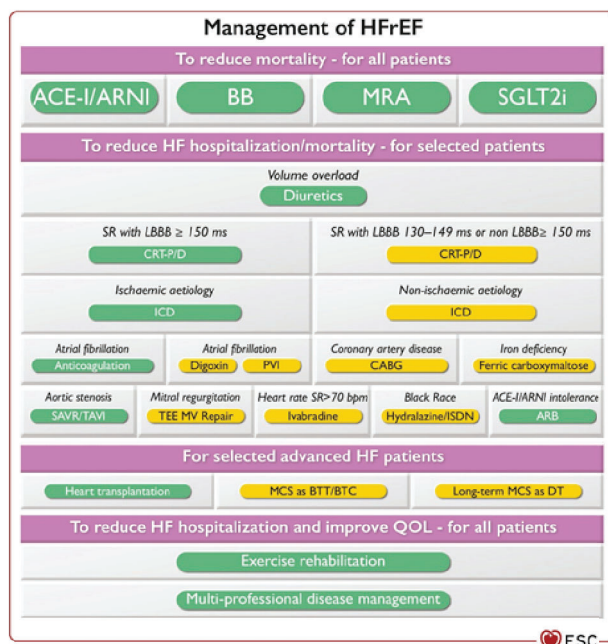 Management of HFrEF
To reduce mortality - for all patients
ACE-I/ARNI BB MRA SGLT2i
To reduce HF hospitalization/mortality - for selected patients
Volume overload
Diuretics
SR with LBBB ≥ 150 ms SR with LBBB 130–149 ms or non LBBB≥ 150 ms
CRT-P/D CRT-P/D
Ischaemic aetiology Non-ischaemic aetiology
ICD ICD
Atrial fibrillation Atrial fibrillation Coronary artery disease Iron deficiency
Anticoagulation Digoxin PVI CABG Ferric carboxymaltose
Aortic stenosis Mitral regurgitation Heart rate SR>70 bpm Black Race ACE-I/ARNI intolerance
SAVR/TAVI TEE MV Repair Ivabradine Hydralazine/ISDN ARB
For selected advanced HF patients
Heart transplantation MCS as BTT/BTC Long-term MCS as DT
To reduce HF hospitalization and improve QOL - for all patients
Exercise rehabilitation
Multi-professional disease management
ESC